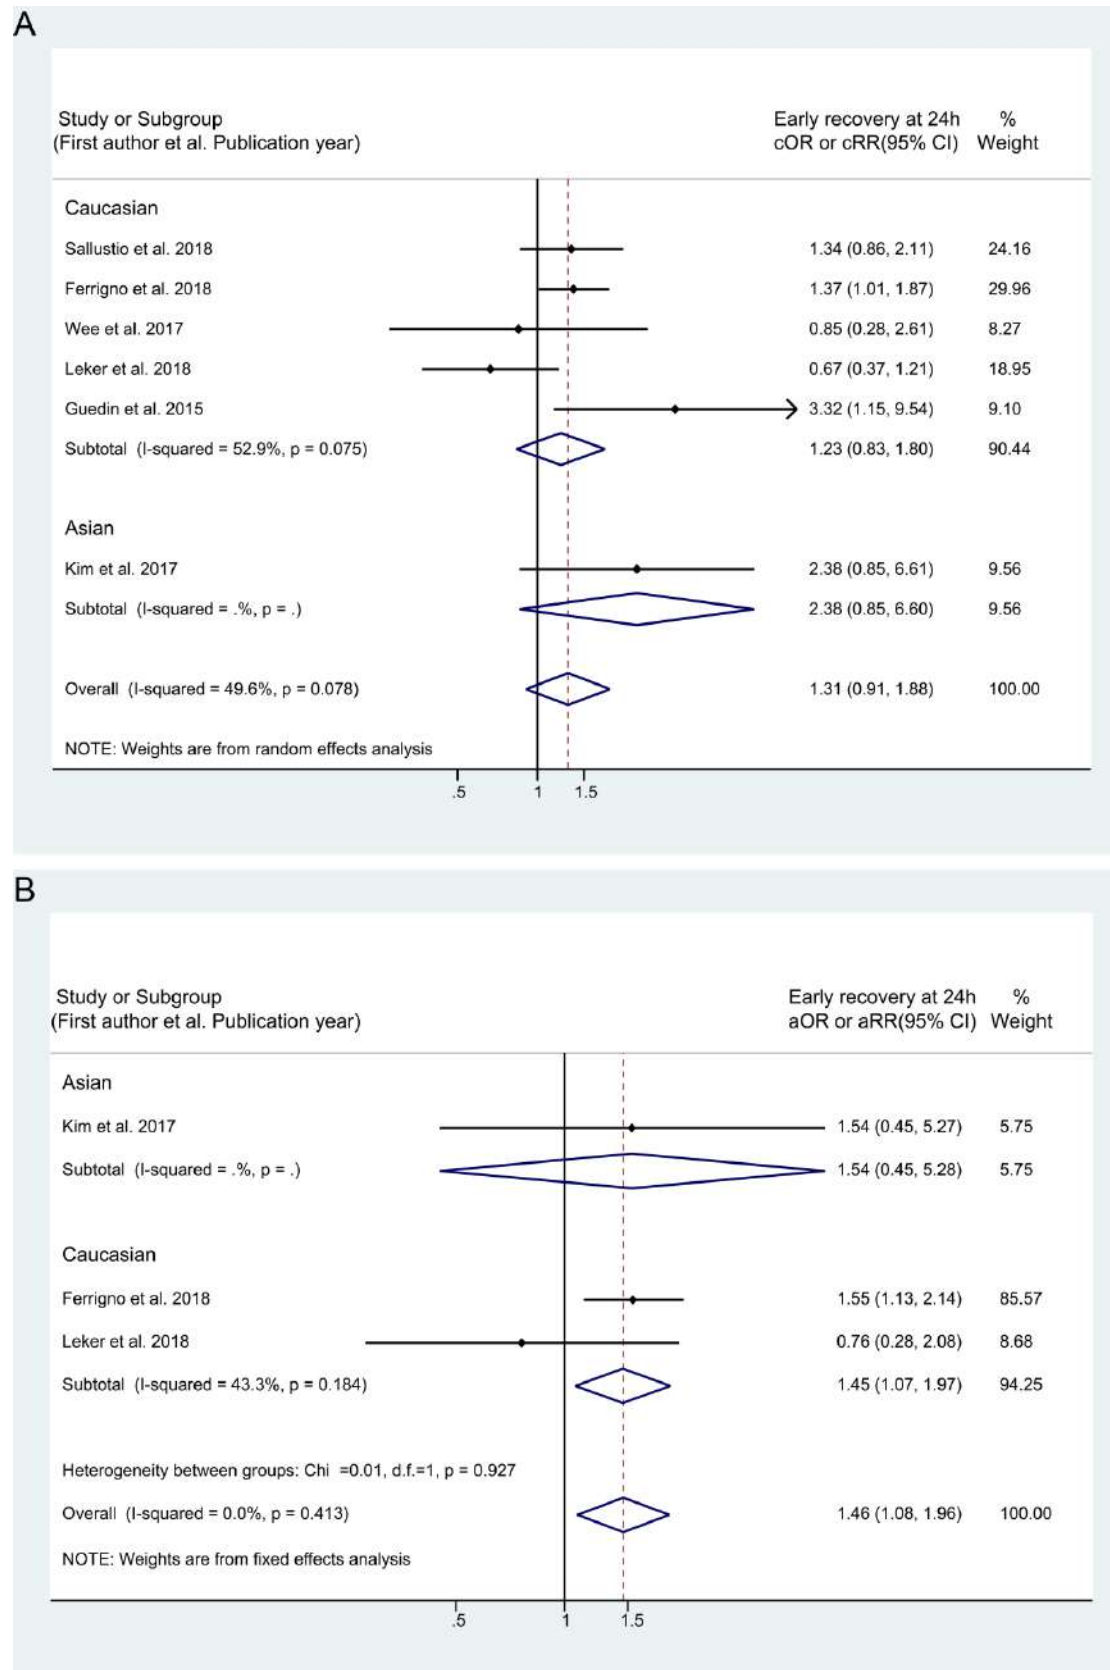 A
Study or Subgroup Early recovery at 24h %
(First author et al. Publication year) cOR or cRR(95% CI) Weight
Caucasian
Sallustio et al. 2018 1.34 (0.86, 2.11) 24.16
Ferrigno et al. 2018 1.37 (1.01, 1.87) 29.96
Wee et al. 2017 0.85 (0.28, 2.61) 8.27
Leker et al. 2018 0.67 (0.37, 1.21) 18.95
Guedin et al. 2015 3.32 (1.15, 9.54) 9.10
Subtotal (I-squared = 52.9%, p = 0.075) 1.23 (0.83, 1.80) 90.44
Asian
Kim et al. 2017 2.38 (0.85, 6.61) 9.56
Subtotal (I-squared = .%, p = .) 2.38 (0.85, 6.60) 9.56
Overall (I-squared = 49.6%, p = 0.078) 1.31 (0.91, 1.88) 100.00
NOTE: Weights are from random effects analysis
.5 1 1.5
B
Study or Subgroup Early recovery at 24h %
(First author et al. Publication year) aOR or aRR(95% CI) Weight
Asian
Kim et al. 2017 1.54 (0.45, 5.27) 5.75
Subtotal (I-squared = .%, p = .) 1.54 (0.45, 5.28) 5.75
Caucasian
Ferrigno et al. 2018 1.55 (1.13, 2.14) 85.57
Leker et al. 2018 0.76 (0.28, 2.08) 8.68
Subtotal (I-squared = 43.3%, p = 0.184) 1.45 (1.07, 1.97) 94.25
Heterogeneity between groups: Chi =0.01, d.f.=1, p = 0.927
Overall (I-squared = 0.0%, p = 0.413) 1.46 (1.08, 1.96) 100.00
NOTE: Weights are from fixed effects analysis
.5 1 1.5